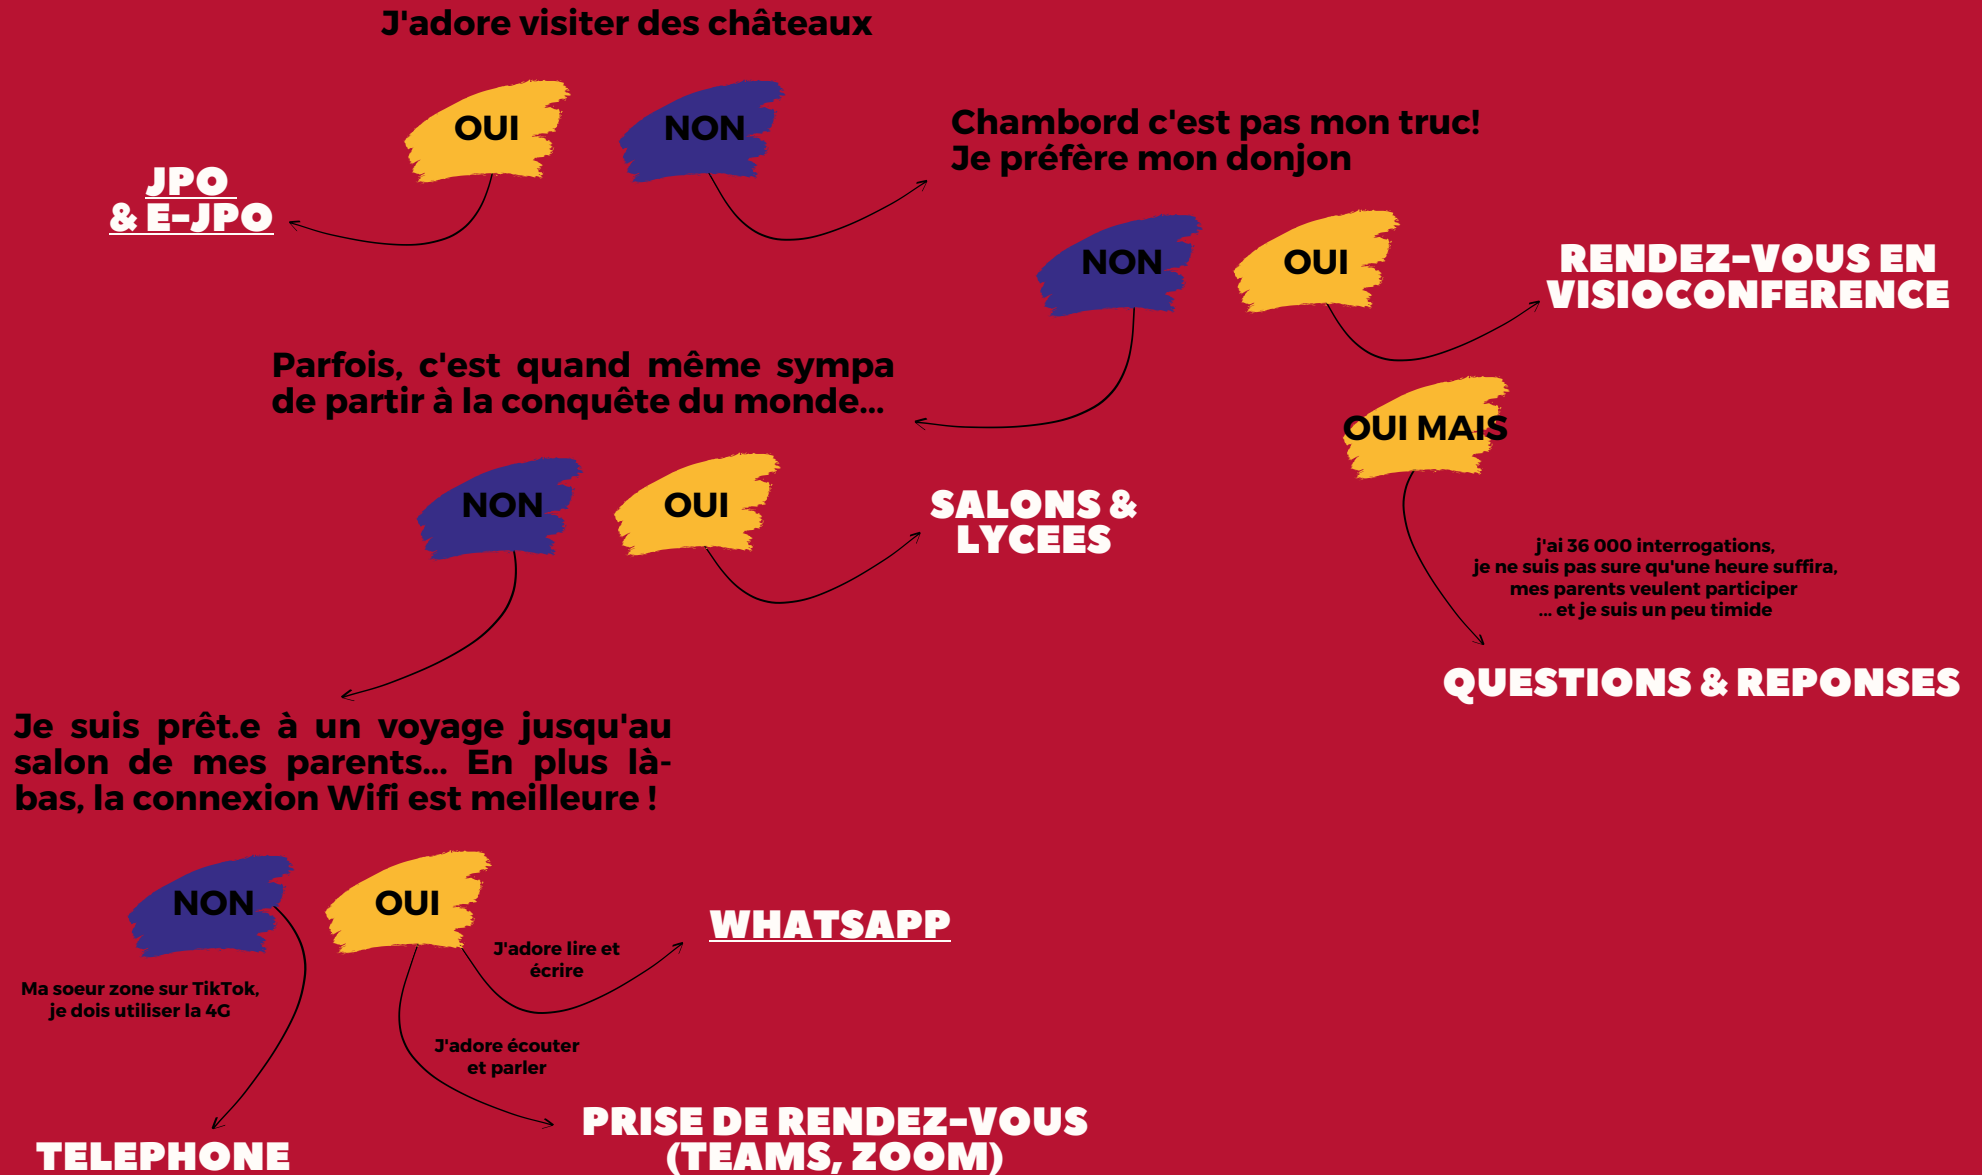 J'adore visiter des châteaux
OUI
NON
JPO
& E-JPO
Chambord c'est pas mon truc!
Je préfère mon donjon
NON
OUI
RENDEZ-VOUS EN
VISIOCONFERENCE
Parfois, c'est quand même sympa
de partir à la conquête du monde...
OUI MAIS
NON
OUI
SALONS &
LYCEES
j'ai 36 000 interrogations,
je ne suis pas sure qu'une heure suffira,
mes parents veulent participer
... et je suis un peu timide
QUESTIONS & REPONSES
Je suis prêt.e à un voyage jusqu'au
salon de mes parents... En plus là-
bas, la connexion Wifi est meilleure !
NON
OUI
WHATSAPP
J'adore lire et
écrire
Ma soeur zone sur TikTok,
je dois utiliser la 4G
J'adore écouter
et parler
PRISE DE RENDEZ-VOUS
(TEAMS, ZOOM)
TELEPHONE